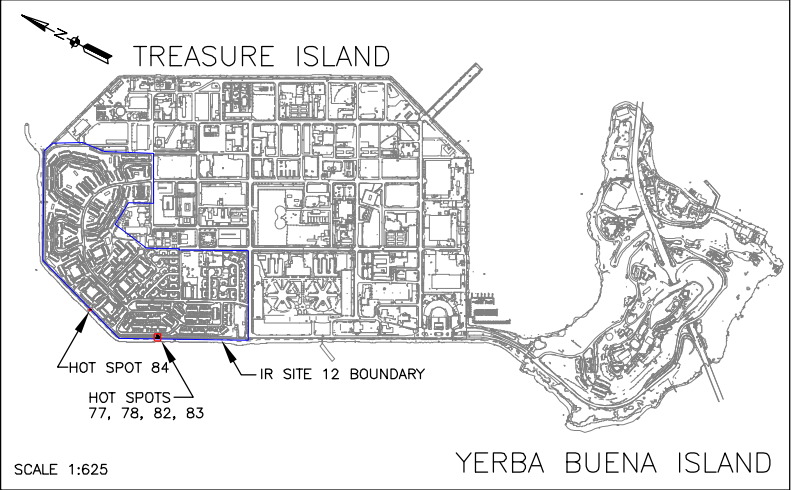 N
TREASURE ISLAND
HOT SPOT 84
IR SITE 12 BOUNDARY
HOT SPOTS
77, 78, 82, 83
YERBA BUENA ISLAND
SCALE 1:625